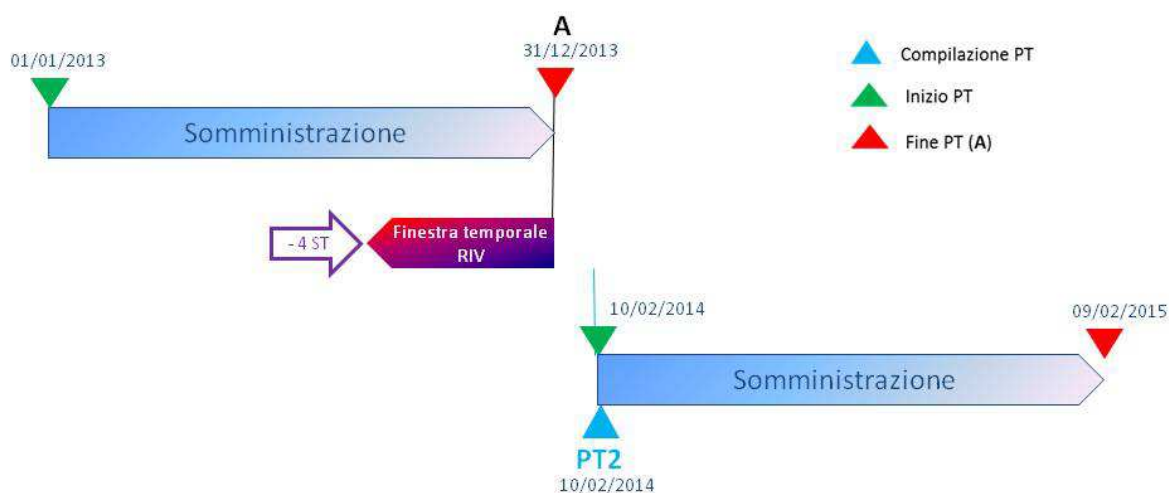 A
31/12/2013
01/01/2013
Compilazione PT
Inizio PT
Fine PT (A)
Somministrazione
- 4 ST
Finestra temporale
RIV
10/02/2014
09/02/2015
Somministrazione
PT2
10/02/2014